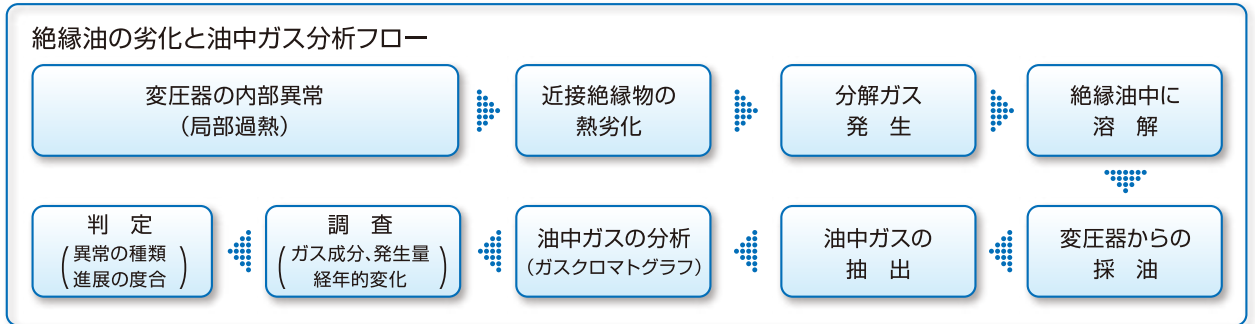 絶縁油の劣化と油中ガス分析フロー
変圧器の内部異常
（局部過熱）
近接絶縁物の
熱劣化
分解ガス
発　生
絶縁油中に
溶　解
変圧器からの
採　油
油中ガスの
抽　出
油中ガスの分析
（ガスクロマトグラフ）
調　査
（ガス成分、発生量
経年的変化）
判　定
（異常の種類
進展の度合）